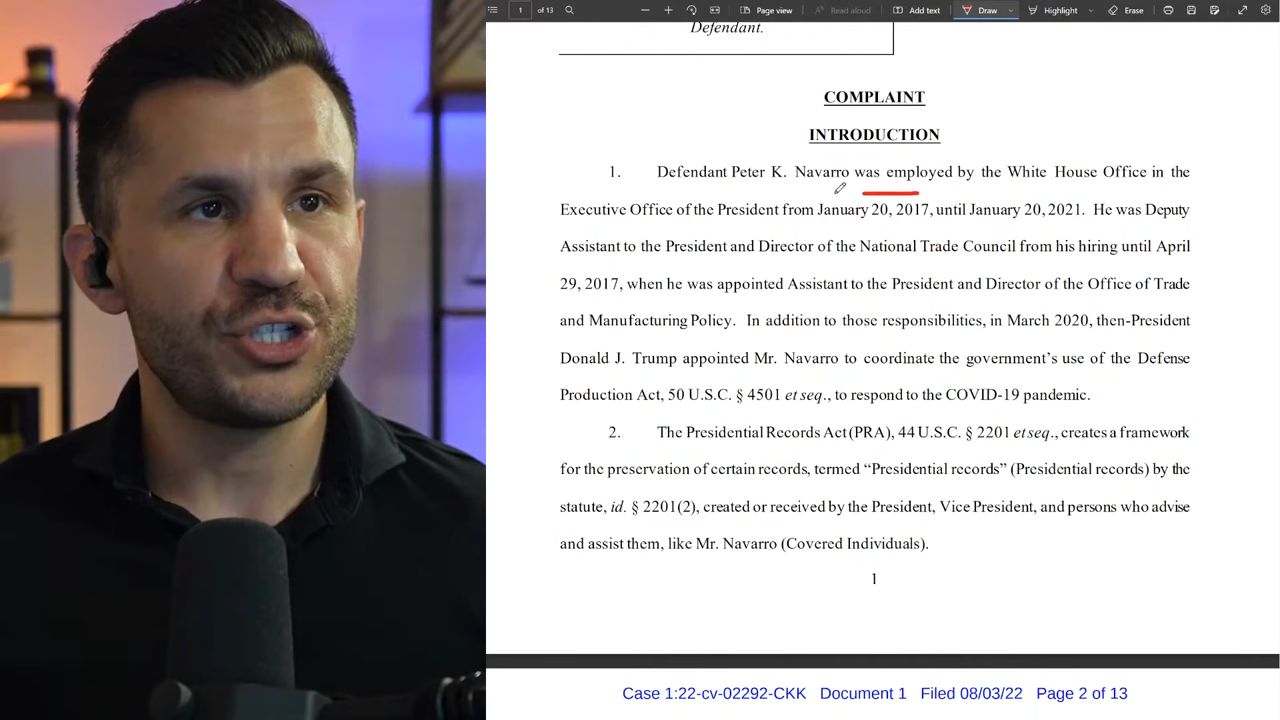 1 of 13 Page view Read aloud Add text Draw Highlight Erase
Defendant.
COMPLAINT
INTRODUCTION
1. Defendant Peter K. Navarro was employed by the White House Office in the
Executive Office of the President from January 20, 2017, until January 20, 2021. He was Deputy
Assistant to the President and Director of the National Trade Council from his hiring until April
29, 2017, when he was appointed Assistant to the President and Director of the Office of Trade
and Manufacturing Policy. In addition to those responsibilities, in March 2020, then-President
Donald J. Trump appointed Mr. Navarro to coordinate the government's use of the Defense
Production Act, 50 U.S.C. § 4501 et seq., to respond to the COVID-19 pandemic.
2. The Presidential Records Act (PRA), 44 U.S.C. § 2201 et seq., creates a framework
for the preservation of certain records, termed “Presidential records” (Presidential records) by the
statute, id. § 2201(2), created or received by the President, Vice President, and persons who advise
and assist them, like Mr. Navarro (Covered Individuals).
1
Case 1:22-cv-02292-CKK Document 1 Filed 08/03/22 Page 2 of 13